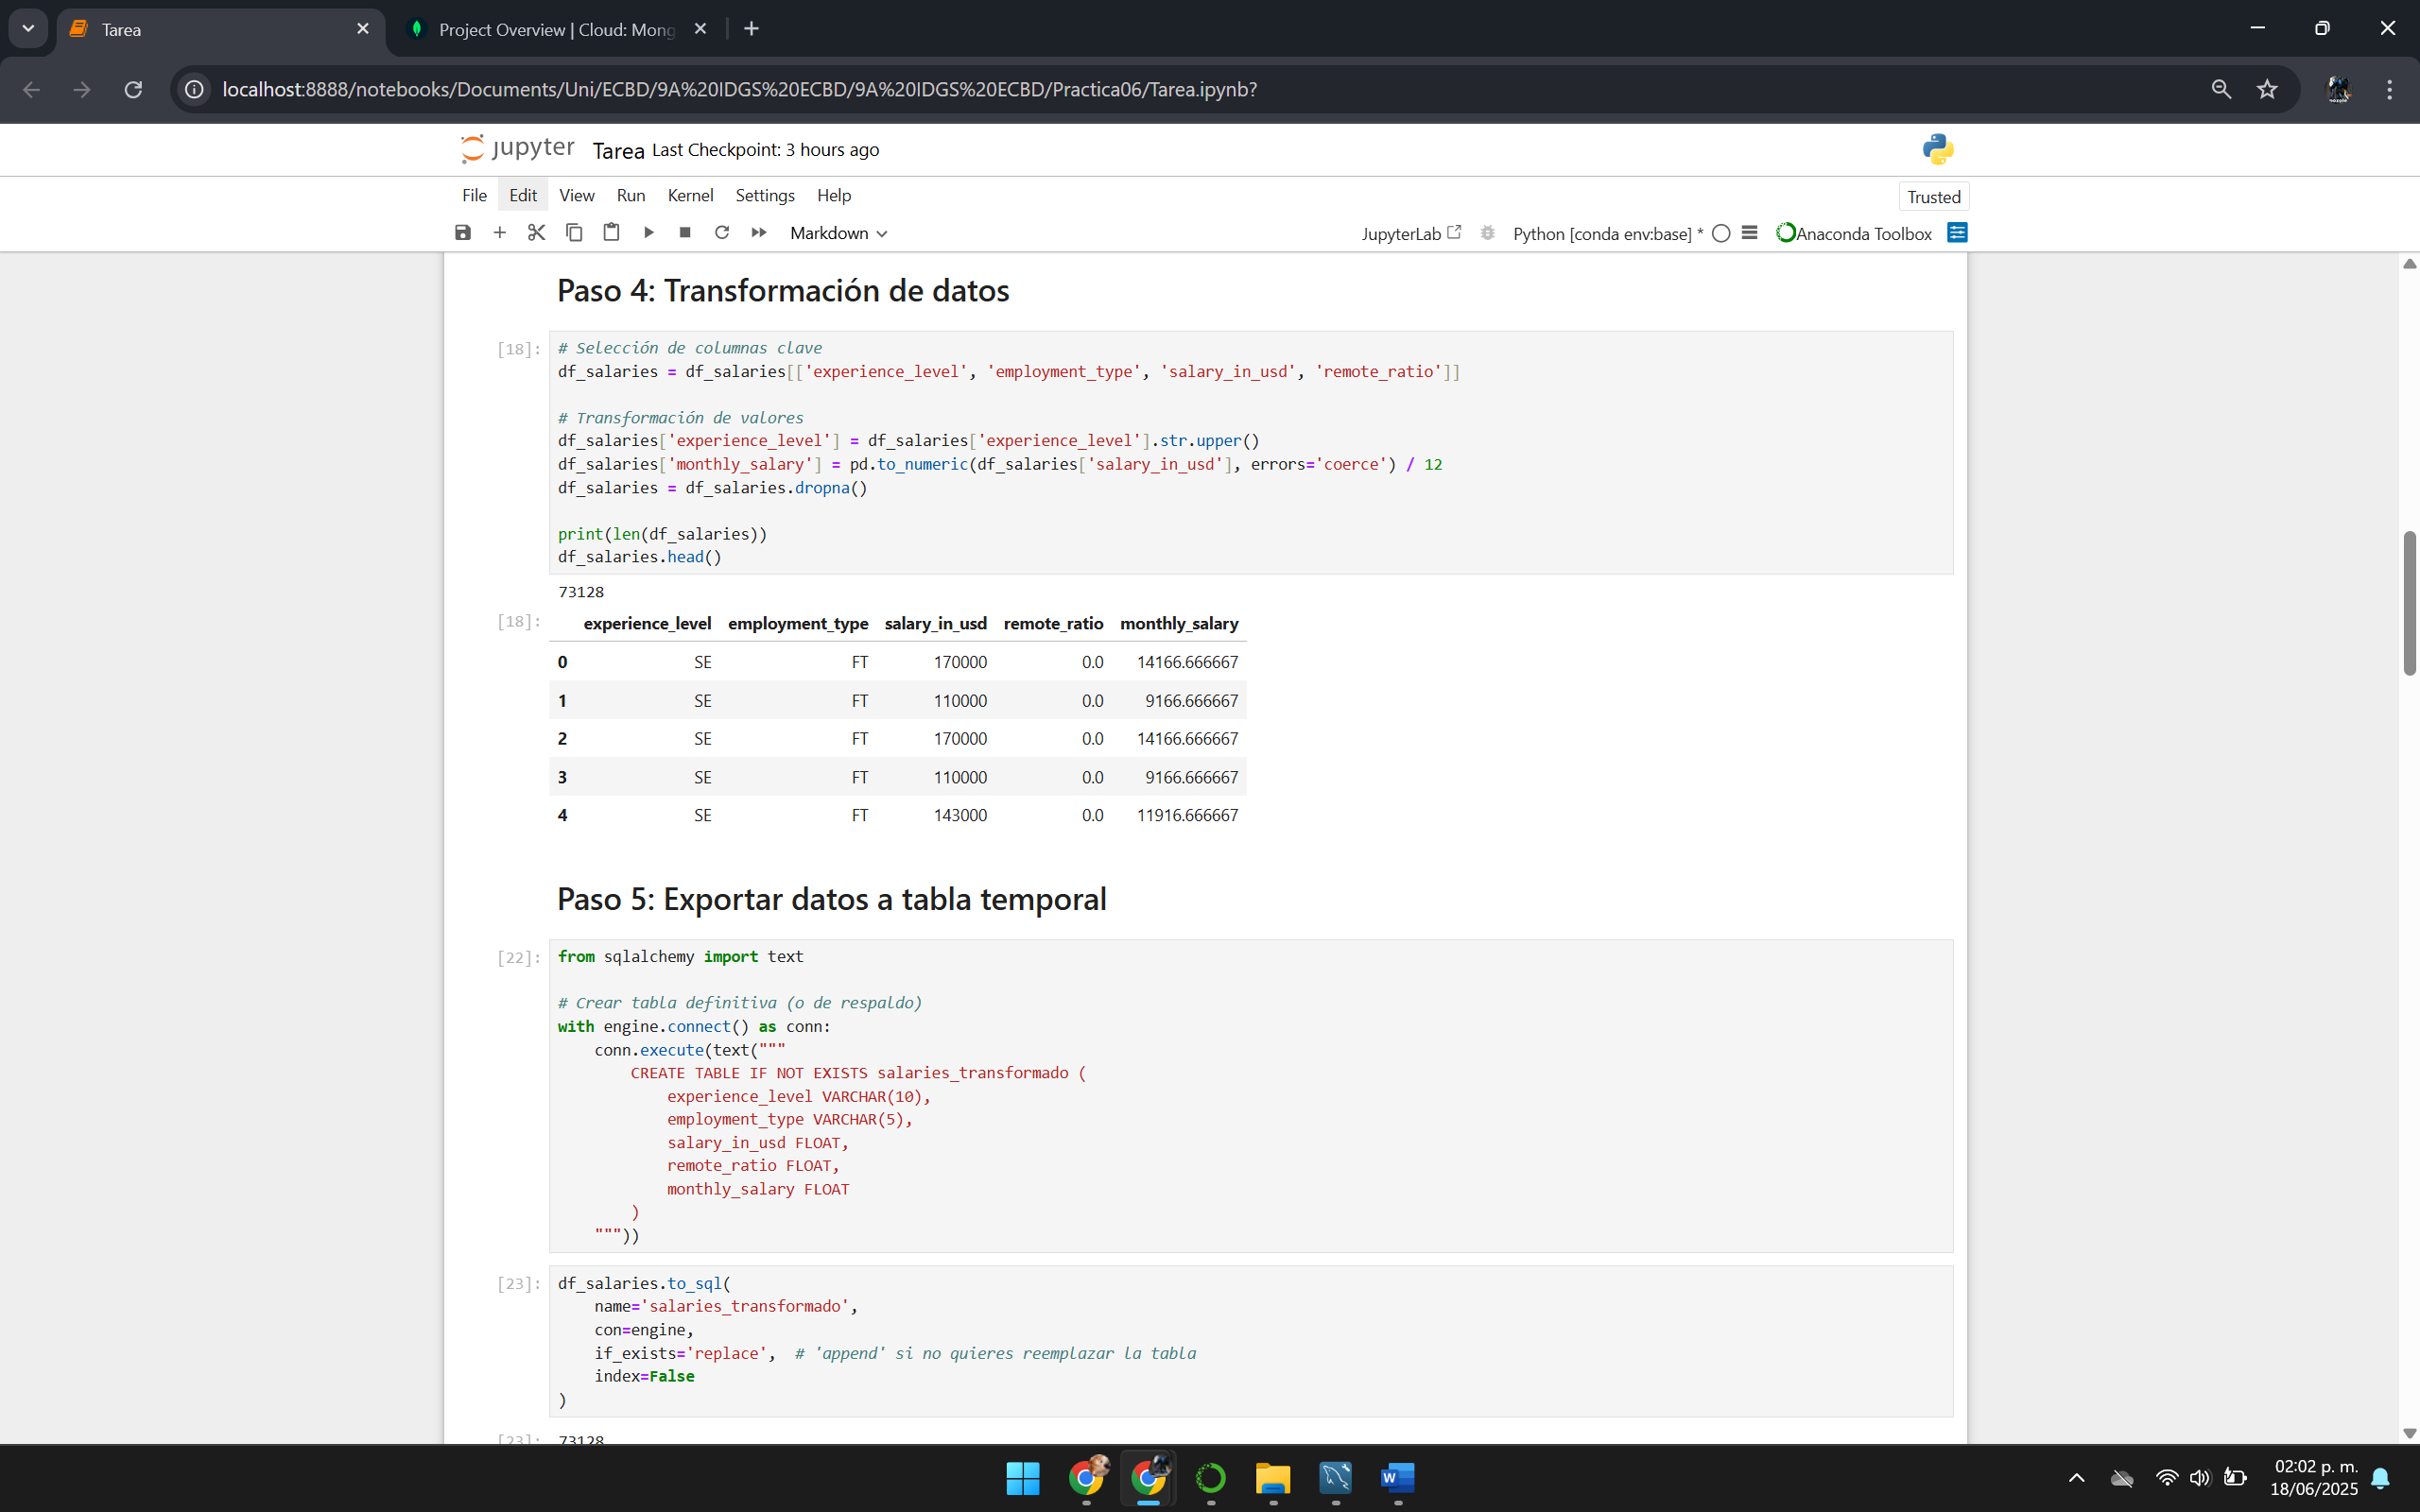 Tarea
Project Overview | Cloud: Mong
localhost:8888/notebooks/Documents/Uni/ECBD/9A%20IDGS%20ECBD/9A%20IDGS%20ECBD/Practica06/Tarea.ipynb?
jupyter Tarea Last Checkpoint: 3 hours ago
File Edit View Run Kernel Settings Help Trusted
Markdown JupyterLab Python [conda env:base] * Anaconda Toolbox
Paso 4: Transformación de datos
[18]: # Selección de columnas clave
df_salaries = df_salaries[['experience_level', 'employment_type', 'salary_in_usd', 'remote_ratio']]
# Transformación de valores
df_salaries['experience_level'] = df_salaries['experience_level'].str.upper()
df_salaries['monthly_salary'] = pd.to_numeric(df_salaries['salary_in_usd'], errors='coerce') / 12
df_salaries = df_salaries.dropna()
print(len(df_salaries))
df_salaries.head()
73128
[18]: experience_level employment_type salary_in_usd remote_ratio monthly_salary
0 SE FT 170000 0.0 14166.666667
1 SE FT 110000 0.0 9166.666667
2 SE FT 170000 0.0 14166.666667
3 SE FT 110000 0.0 9166.666667
4 SE FT 143000 0.0 11916.666667
Paso 5: Exportar datos a tabla temporal
[22]: from sqlalchemy import text
# Crear tabla definitiva (o de respaldo)
with engine.connect() as conn:
conn.execute(text("""
CREATE TABLE IF NOT EXISTS salaries_transformado (
experience_level VARCHAR(10),
employment_type VARCHAR(5),
salary_in_usd FLOAT,
remote_ratio FLOAT,
monthly_salary FLOAT
)
"""))
[23]: df_salaries.to_sql(
name='salaries_transformado',
con=engine,
if_exists='replace', # 'append' si no quieres reemplazar la tabla
index=False
)
[23]: 73128
02:02 p. m.
18/06/2025